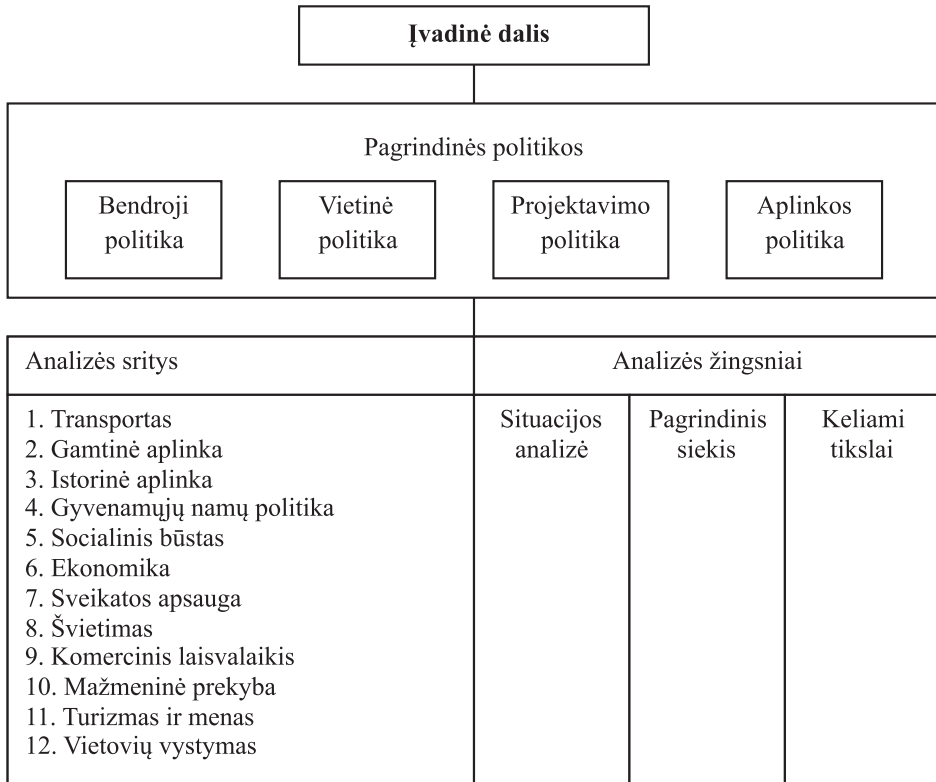 Įvadinė dalis
Pagrindinės politikos
Bendroji
politika
Vietinė
politika
Projektavimo
politika
Aplinkos
politika
Analizės sritys
Analizės žingsniai
1. Transportas
2. Gamtinė aplinka
3. Istorinė aplinka
4. Gyvenamųjų namų politika
5. Socialinis būstas
6. Ekonomika
7. Sveikatos apsauga
8. Švietimas
9. Komercinis laisvalaikis
10. Mažmeninė prekyba
11. Turizmas ir menas
12. Vietovių vystymas
Situacijos
analizė
Pagrindinis
siekis
Keliami
tikslai